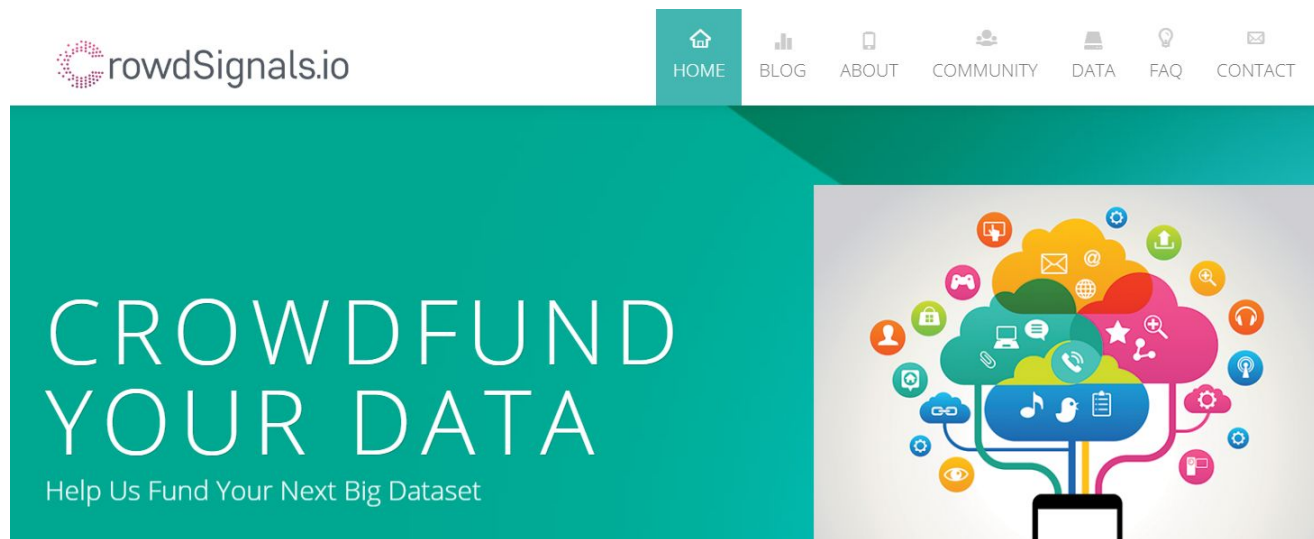 CrowdSignals.io
HOME BLOG ABOUT COMMUNITY DATA FAQ CONTACT
CROWDFUND
YOUR DATA
Help Us Fund Your Next Big Dataset
@